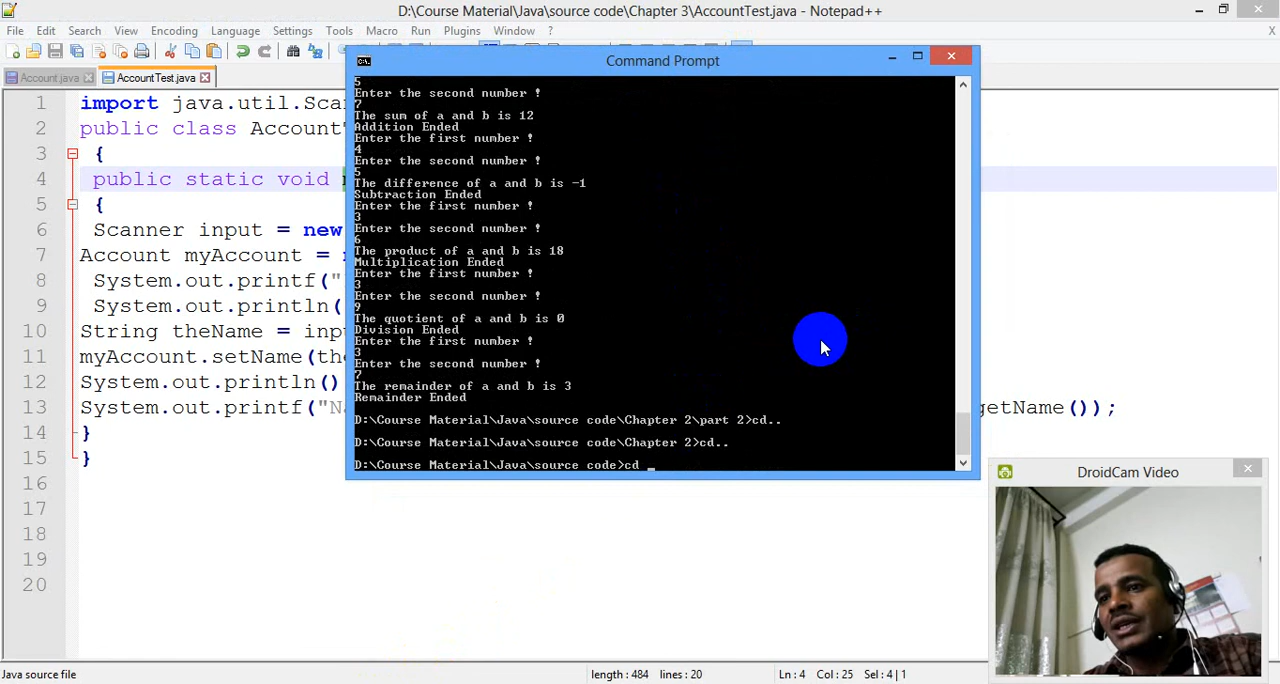 D:\Course Material\Java\source code\Chapter 3\AccountTest.java - Notepad++
File Edit Search View Encoding Language Settings Tools Macro Run Plugins Window ? X
Account.java AccountTest.java
Command Prompt
1 import java.util.Sca
2 public class Account
3 {
4 public static void
5 {
6 Scanner input = new
7 Account myAccount =
8 System.out.printf("
9 System.out.println(
10 String theName = inp
11 myAccount.setName(th
12 System.out.println()
13 System.out.printf("N getName());
14 }
15 }
16
17
18
19
20
5
Enter the second number !
7
The sum of a and b is 12
Addition Ended
Enter the first number !
4
Enter the second number !
5
The difference of a and b is -1
Subtraction Ended
Enter the first number !
3
Enter the second number !
6
The product of a and b is 18
Multiplication Ended
Enter the first number !
3
Enter the second number !
9
The quotient of a and b is 0
Division Ended
Enter the first number !
3
Enter the second number !
7
The remainder of a and b is 3
Remainder Ended
D:\Course Material\Java\source code\Chapter 2\part 2>cd..
D:\Course Material\Java\source code\Chapter 2>cd..
D:\Course Material\Java\source code>cd _
DroidCam Video
Java source file length : 484 lines : 20 Ln : 4 Col : 25 Sel : 4 | 1